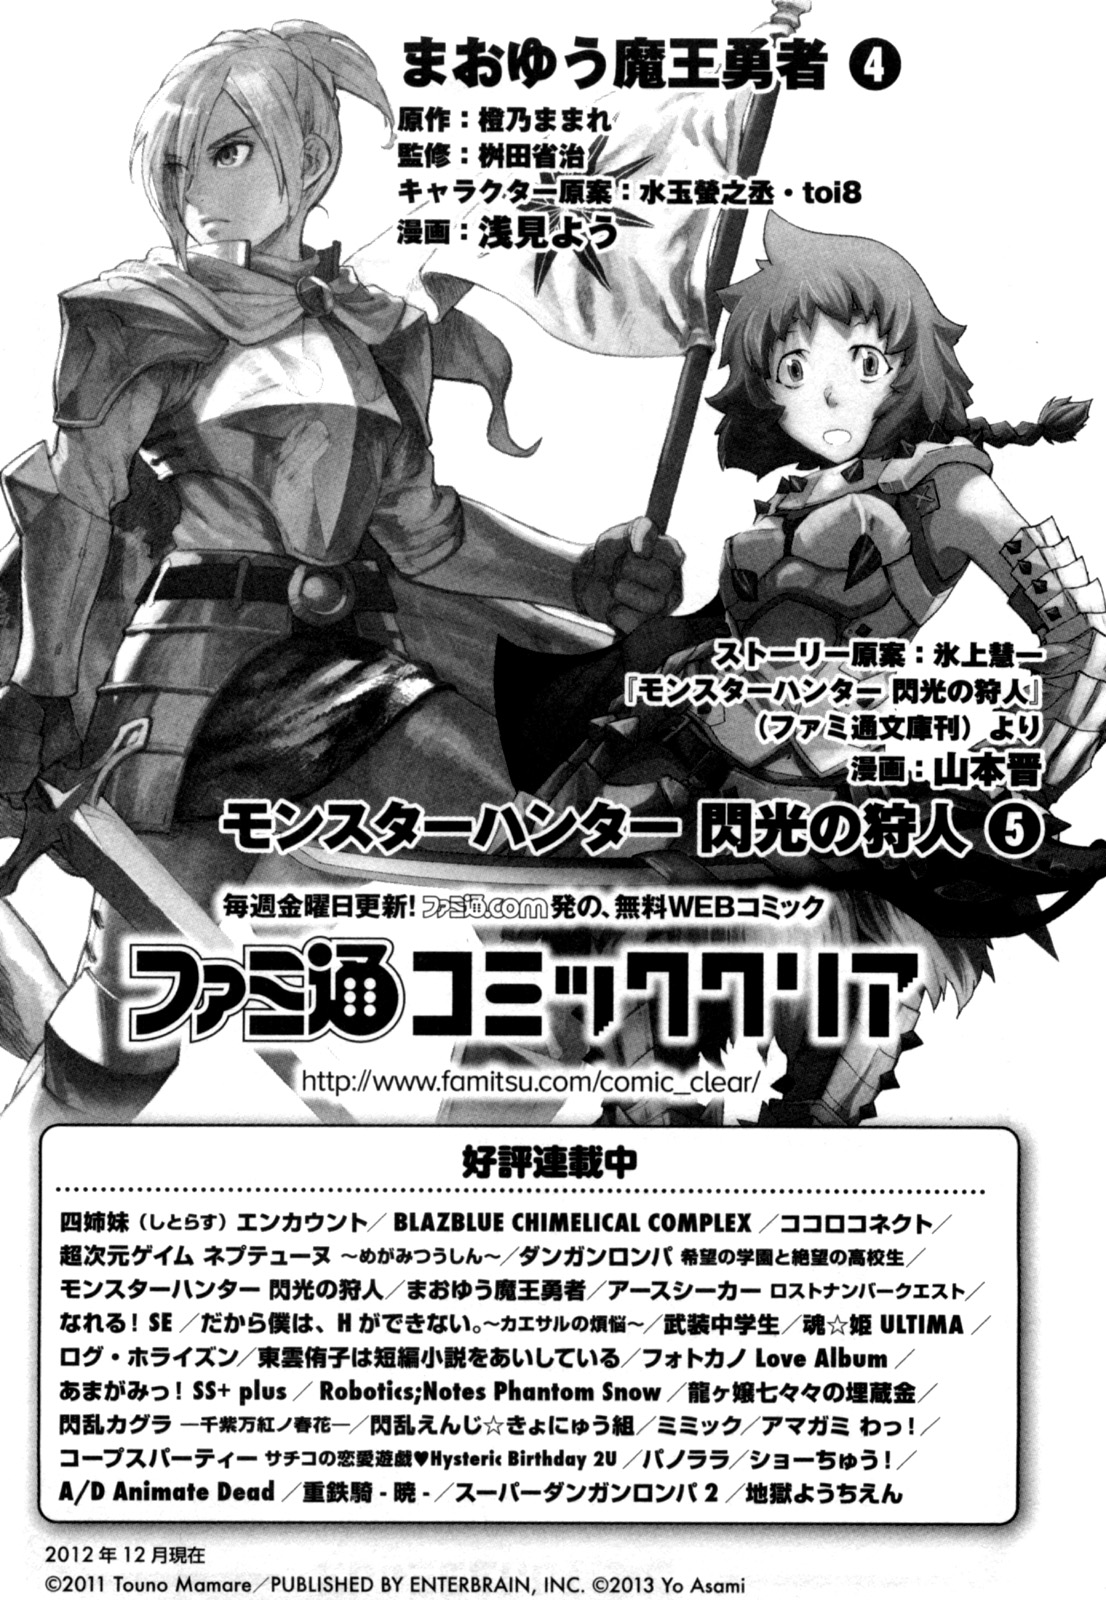 まおゆう魔王勇者 ❹
原作：橙乃ままれ
監修：桝田省治
キャラクター原案：水玉螢之丞・toi8
漫画：浅見よう
ストーリー原案：氷上慧一
『モンスターハンター 閃光の狩人』
（ファミ通文庫刊）より
漫画：山本晋
モンスターハンター 閃光の狩人 ❺
毎週金曜日更新！ファミ通.com発の、無料WEBコミック
ファミ通コミッククリア
http://www.famitsu.com/comic_clear/
好評連載中
四姉妹（しとらす）エンカウント／BLAZBLUE CHIMELICAL COMPLEX／ココロコネクト／
超次元ゲイム ネプテューヌ 〜めがみつうしん〜／ダンガンロンパ 希望の学園と絶望の高校生／
モンスターハンター 閃光の狩人／まおゆう魔王勇者／アースシーカー ロストナンバークエスト／
なれる！SE／だから僕は、Hができない。〜カエサルの煩悩〜／武装中学生／魂☆姫 ULTIMA／
ログ・ホライズン／東雲侑子は短編小説をあいしている／フォトカノ Love Album／
あまがみっ！SS+ plus／Robotics;Notes Phantom Snow／龍ヶ嬢七々々の埋蔵金／
閃乱カグラ ―千紫万紅ノ春花―／閃乱えんじ☆きょにゅう組／ミミック／アマガミ わっ！／
コープスパーティー サチコの恋愛遊戯♥Hysteric Birthday 2U／パノララ／ショーちゅう！／
A/D Animate Dead／重鉄騎 - 暁 -／スーパーダンガンロンパ 2／地獄ようちえん
2012年12月現在
©2011 Touno Mamare／PUBLISHED BY ENTERBRAIN, INC. ©2013 Yo Asami